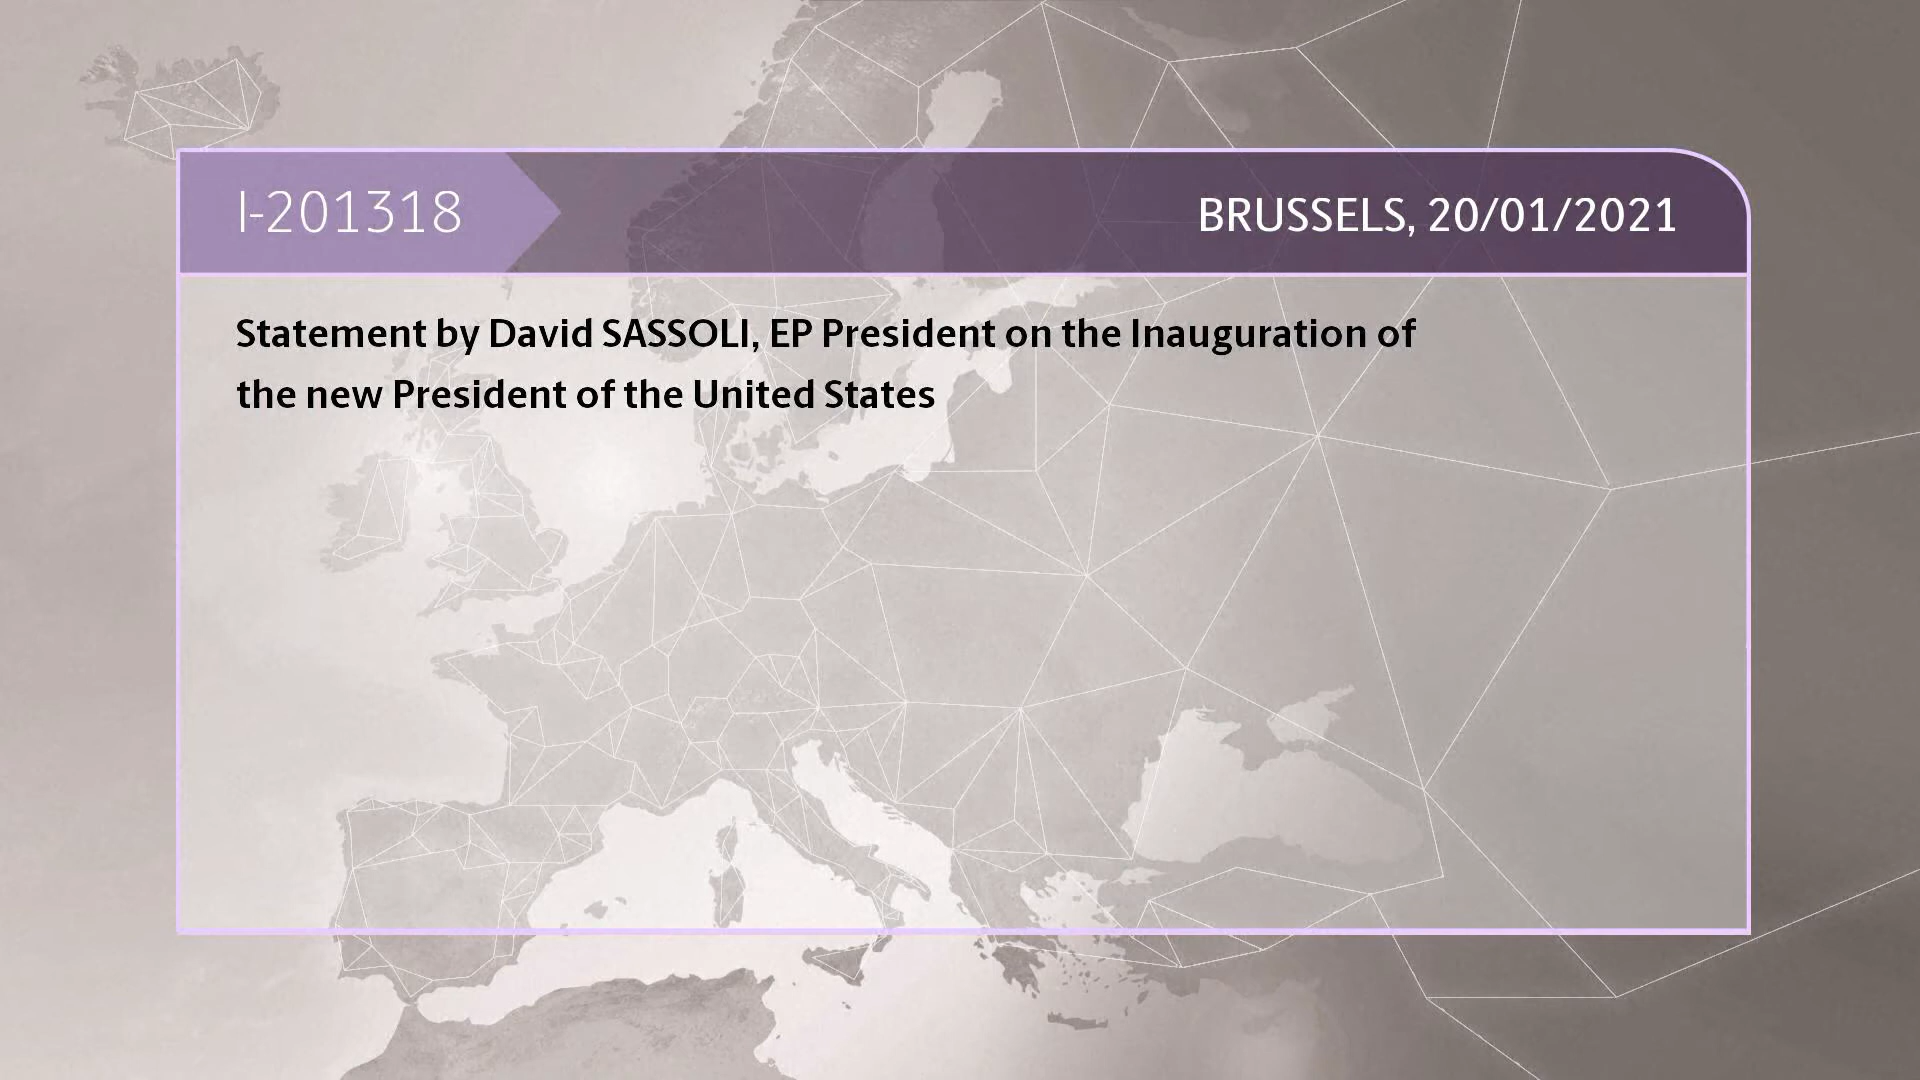 I-201318
BRUSSELS, 20/01/2021
Statement by David SASSOLI, EP President on the Inauguration of
the new President of the United States